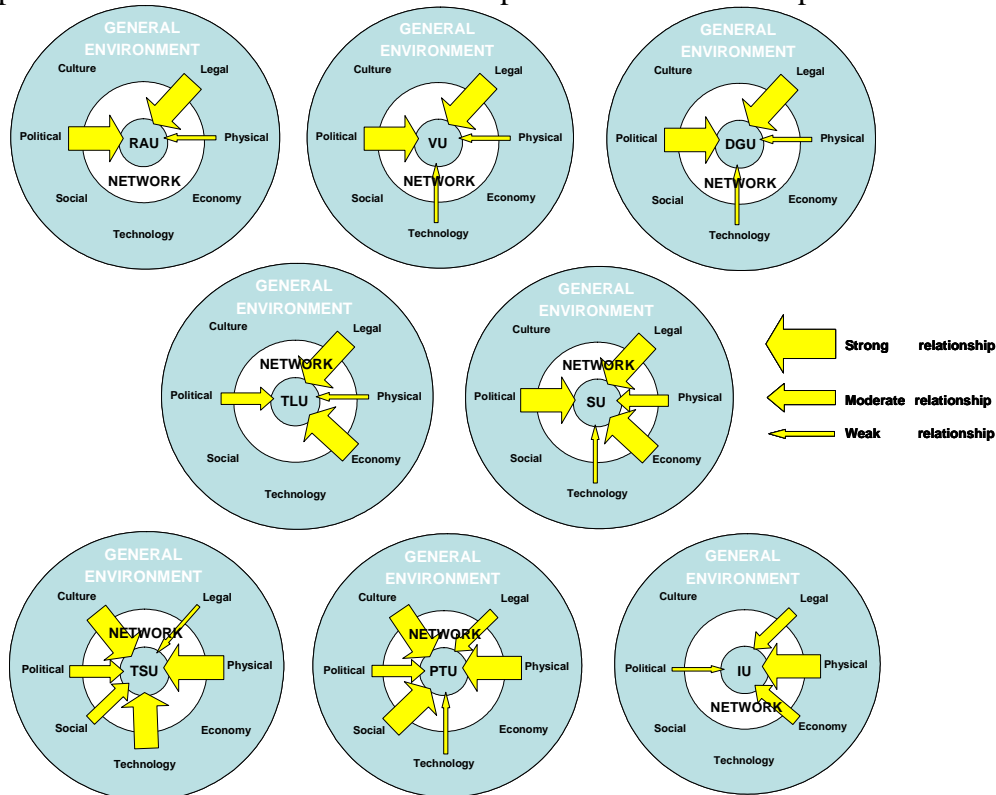 GENERAL
ENVIRONMENT
Culture
Legal
Political
RAU
Physical
NETWORK
Social
Economy
Technology
GENERAL
ENVIRONMENT
Culture
Legal
Political
VU
Physical
NETWORK
Social
Economy
Technology
GENERAL
ENVIRONMENT
Culture
Legal
Political
DGU
Physical
NETWORK
Social
Economy
Technology
GENERAL
ENVIRONMENT
Culture
Legal
NETWORK
Political
TLU
Physical
Social
Economy
Technology
GENERAL
ENVIRONMENT
Culture
Legal
NETWORK
Political
SU
Physical
Social
Economy
Technology
Strong relationship
Moderate relationship
Weak relationship
GENERAL
ENVIRONMENT
Culture
Legal
NETWORK
Political
TSU
Physical
Social
Economy
Technology
GENERAL
ENVIRONMENT
Culture
Legal
NETWORK
Political
PTU
Physical
Social
Economy
Technology
GENERAL
ENVIRONMENT
Culture
Legal
Political
IU
Physical
NETWORK
Social
Economy
Technology